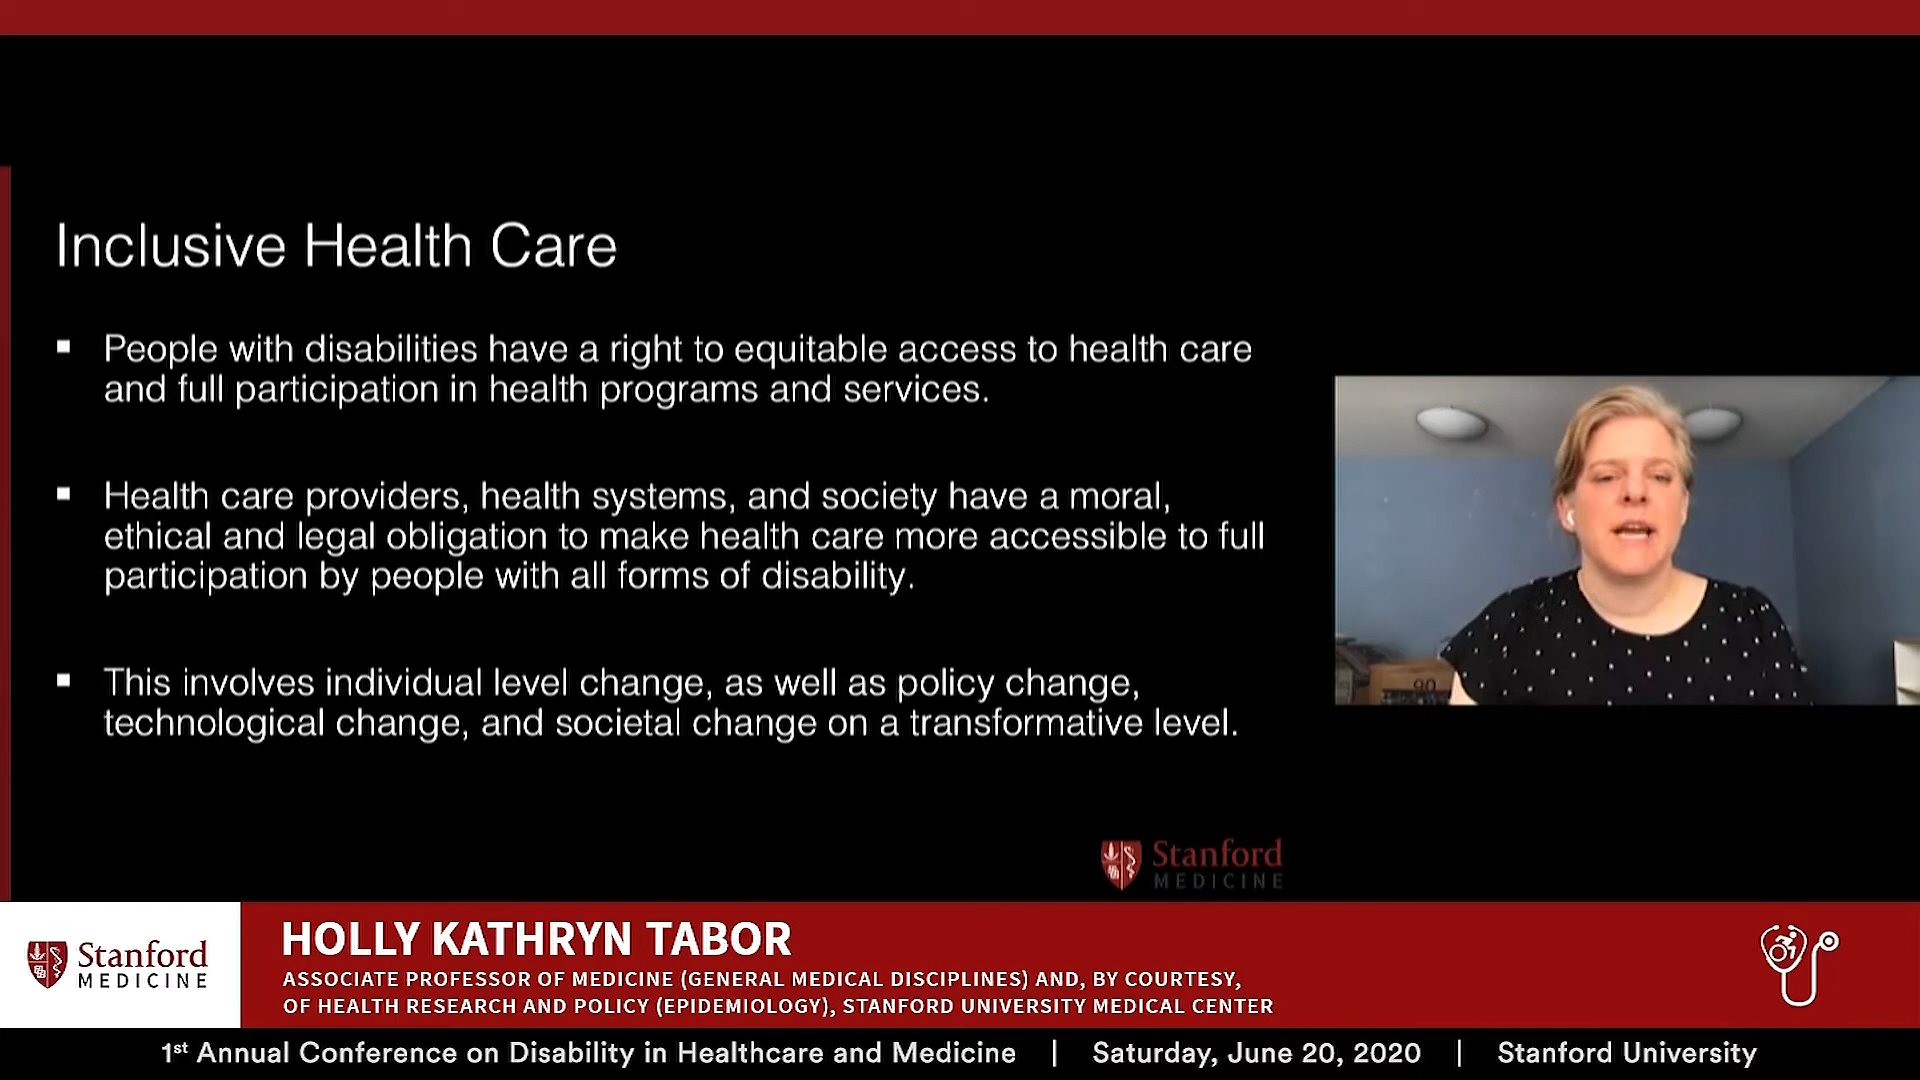 Inclusive Health Care
▪ People with disabilities have a right to equitable access to health care
and full participation in health programs and services.
▪ Health care providers, health systems, and society have a moral,
ethical and legal obligation to make health care more accessible to full
participation by people with all forms of disability.
▪ This involves individual level change, as well as policy change,
technological change, and societal change on a transformative level.
90
Stanford
MEDICINE
Stanford
MEDICINE
HOLLY KATHRYN TABOR
ASSOCIATE PROFESSOR OF MEDICINE (GENERAL MEDICAL DISCIPLINES) AND, BY COURTESY,
OF HEALTH RESEARCH AND POLICY (EPIDEMIOLOGY), STANFORD UNIVERSITY MEDICAL CENTER
1st Annual Conference on Disability in Healthcare and Medicine | Saturday, June 20, 2020 | Stanford University